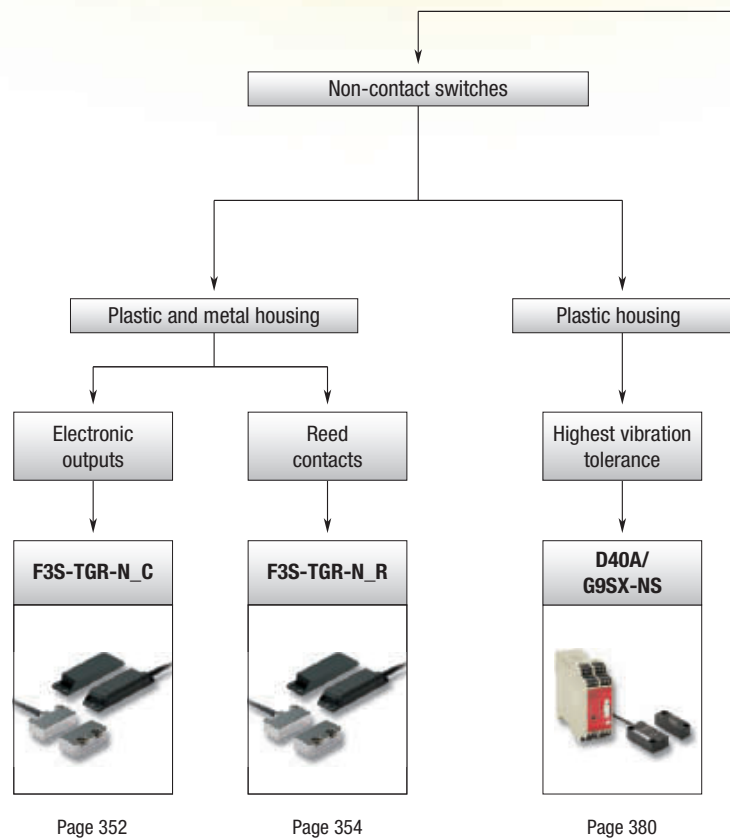 Non-contact switches
Plastic and metal housing
Plastic housing
Electronic
outputs
Reed
contacts
Highest vibration
tolerance
F3S-TGR-N_C
F3S-TGR-N_R
D40A/
G9SX-NS
Page 352
Page 354
Page 380